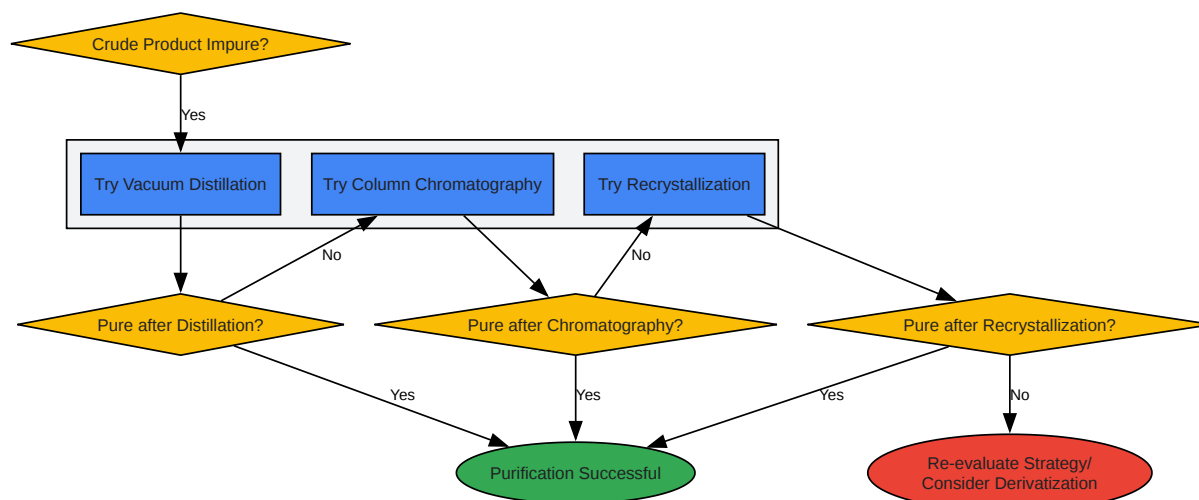 Crude Product Impure?
Yes
Try Vacuum Distillation
Try Column Chromatography
Try Recrystallization
No
No
Pure after Distillation?
Pure after Chromatography?
Pure after Recrystallization?
Yes
Yes
Yes
No
Purification Successful
Re-evaluate Strategy/
Consider Derivatization